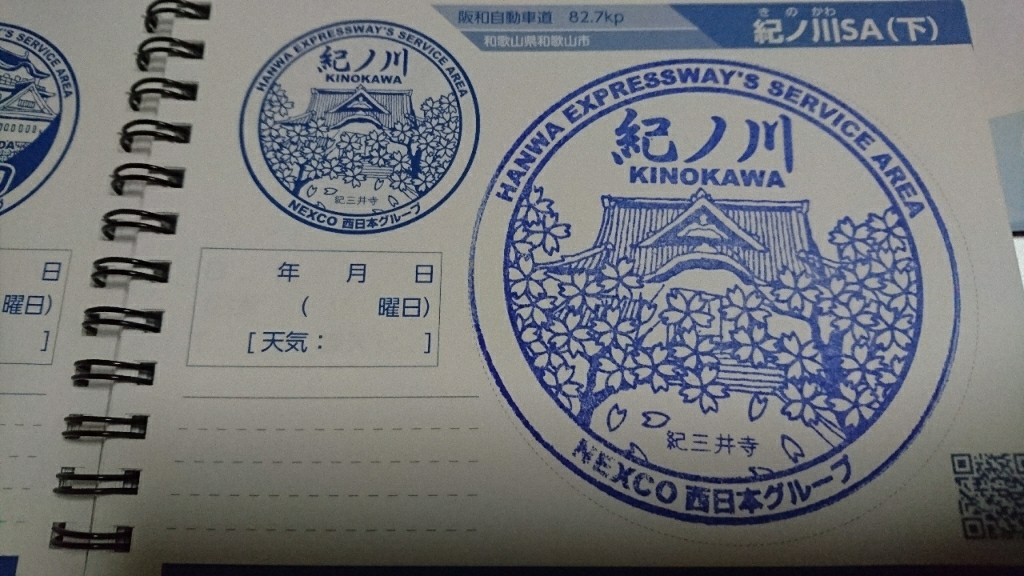 阪和自動車道 82.7kp
和歌山県和歌山市
きのかわ
紀ノ川SA(下)
HANWA EXPRESSWAY'S SERVICE AREA
紀ノ川
KINOKAWA
紀三井寺
NEXCO 西日本グループ
HANWA EXPRESSWAY'S SERVICE AREA
紀ノ川
KINOKAWA
紀三井寺
NEXCO 西日本グループ
年 月 日
( 曜日)
[天気: ]
日
曜日)
]
'S SERVICE AREA